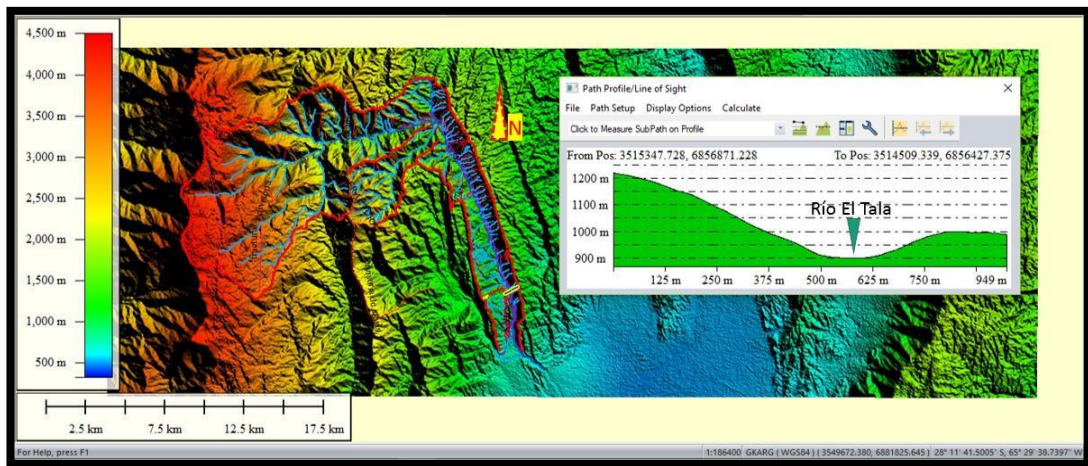 4,500 m
4,000 m
3,500 m
3,000 m
2,500 m
2,000 m
1,500 m
1,000 m
500 m
N
Path Profile/Line of Sight
File Path Setup Display Options Calculate
Click to Measure SubPath on Profile
From Pos: 3515347.728, 6856871.228 To Pos: 3514509.339, 6856427.375
1200 m
1100 m
1000 m
900 m
Río El Tala
125 m 250 m 375 m 500 m 625 m 750 m 949 m
2.5 km 7.5 km 12.5 km 17.5 km
For Help, press F1
1:186400 GKARG ( WGS84 ) ( 3549672.380, 6881825.645 ) 28° 11' 41.5005" S, 65° 29' 38.7397" W